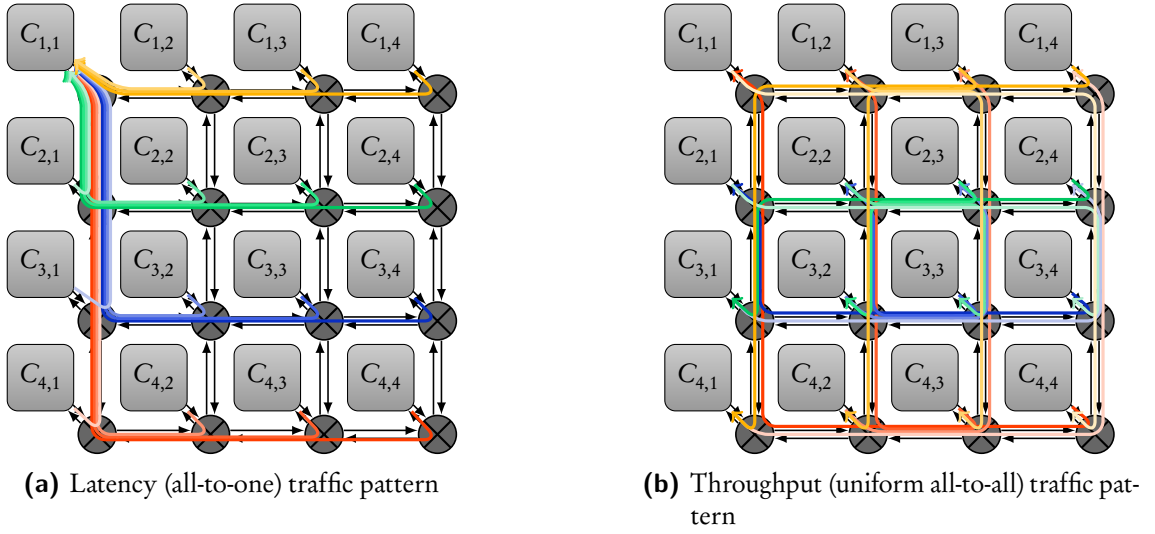 C1,1 C1,2 C1,3 C1,4 C1,1 C1,2 C1,3 C1,4
C2,1 C2,2 C2,3 C2,4 C2,1 C2,2 C2,3 C2,4
C3,1 C3,2 C3,3 C3,4 C3,1 C3,2 C3,3 C3,4
C4,1 C4,2 C4,3 C4,4 C4,1 C4,2 C4,3 C4,4
(a) Latency (all-to-one) traffic pattern
(b) Throughput (uniform all-to-all) traffic pat-
tern